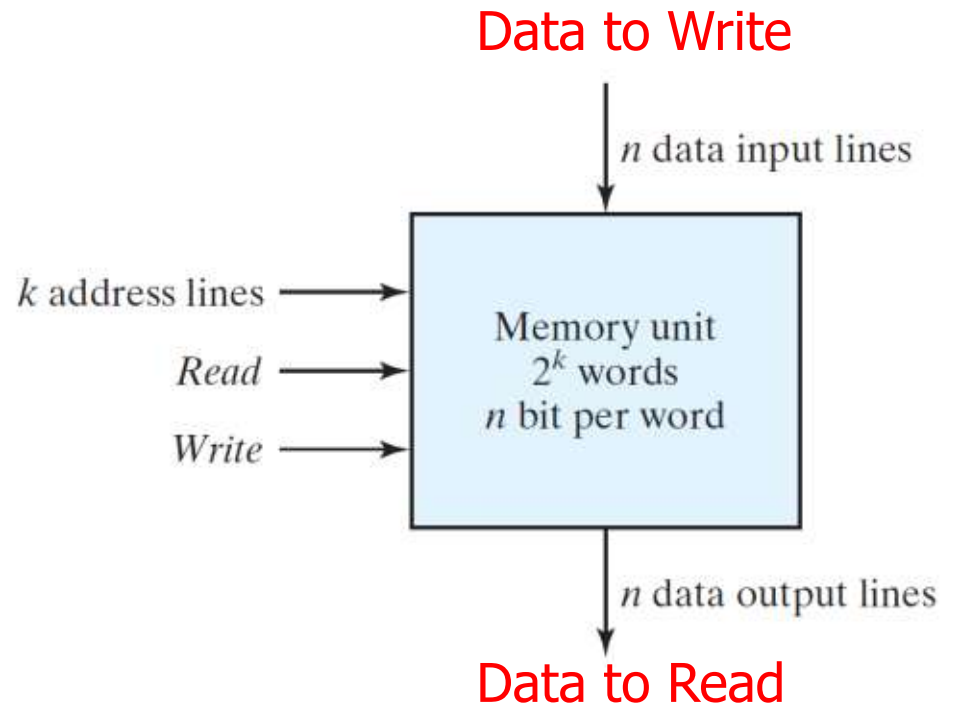 Data to Write
n data input lines
k address lines
Read
Write
Memory unit
2^k words
n bit per word
n data output lines
Data to Read